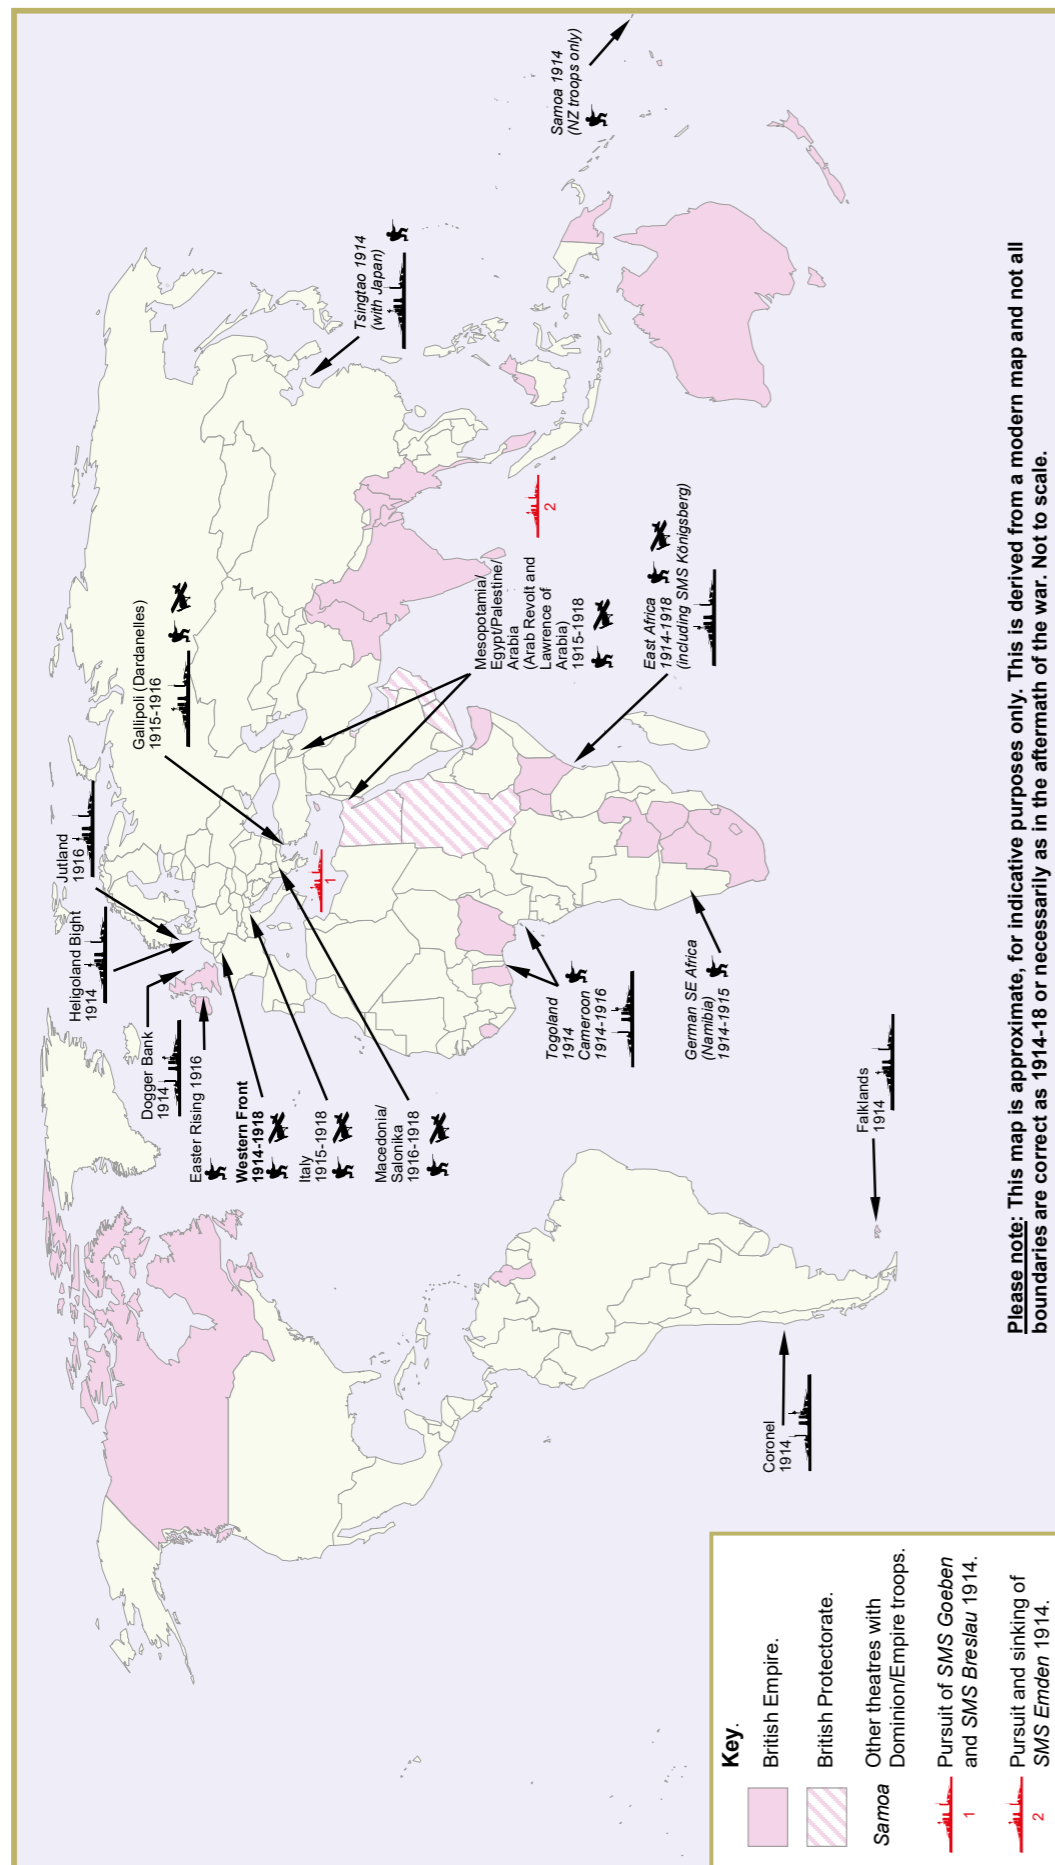 Samoa 1914
(NZ troops only)
Tsingtao 1914
(with Japan)
Gallipoli (Dardanelles)
1915-1916
Jutland
1916
Heligoland Bight
1914
Dogger Bank
1914
Easter Rising 1916
Western Front
1914-1918
Italy
1915-1918
Macedonia/
Salonika
1916-1918
1
2
Mesopotamia/
Egypt/Palestine/
Arabia
(Arab Revolt and
Lawrence of
Arabia)
1915-1918
East Africa
1914-1918
(including SMS Königsberg)
Togoland
1914
Cameroon
1914-1916
German SE Africa
(Namibia)
1914-1915
Falklands
1914
Coronel
1914
Key.
British Empire.
British Protectorate.
Samoa
Other theatres with
Dominion/Empire troops.
1
Pursuit of SMS Goeben
and SMS Breslau 1914.
2
Pursuit and sinking of
SMS Emden 1914.
Please note: This map is approximate, for indicative purposes only. This is derived from a modern map and not all
boundaries are correct as 1914-18 or necessarily as in the aftermath of the war. Not to scale.